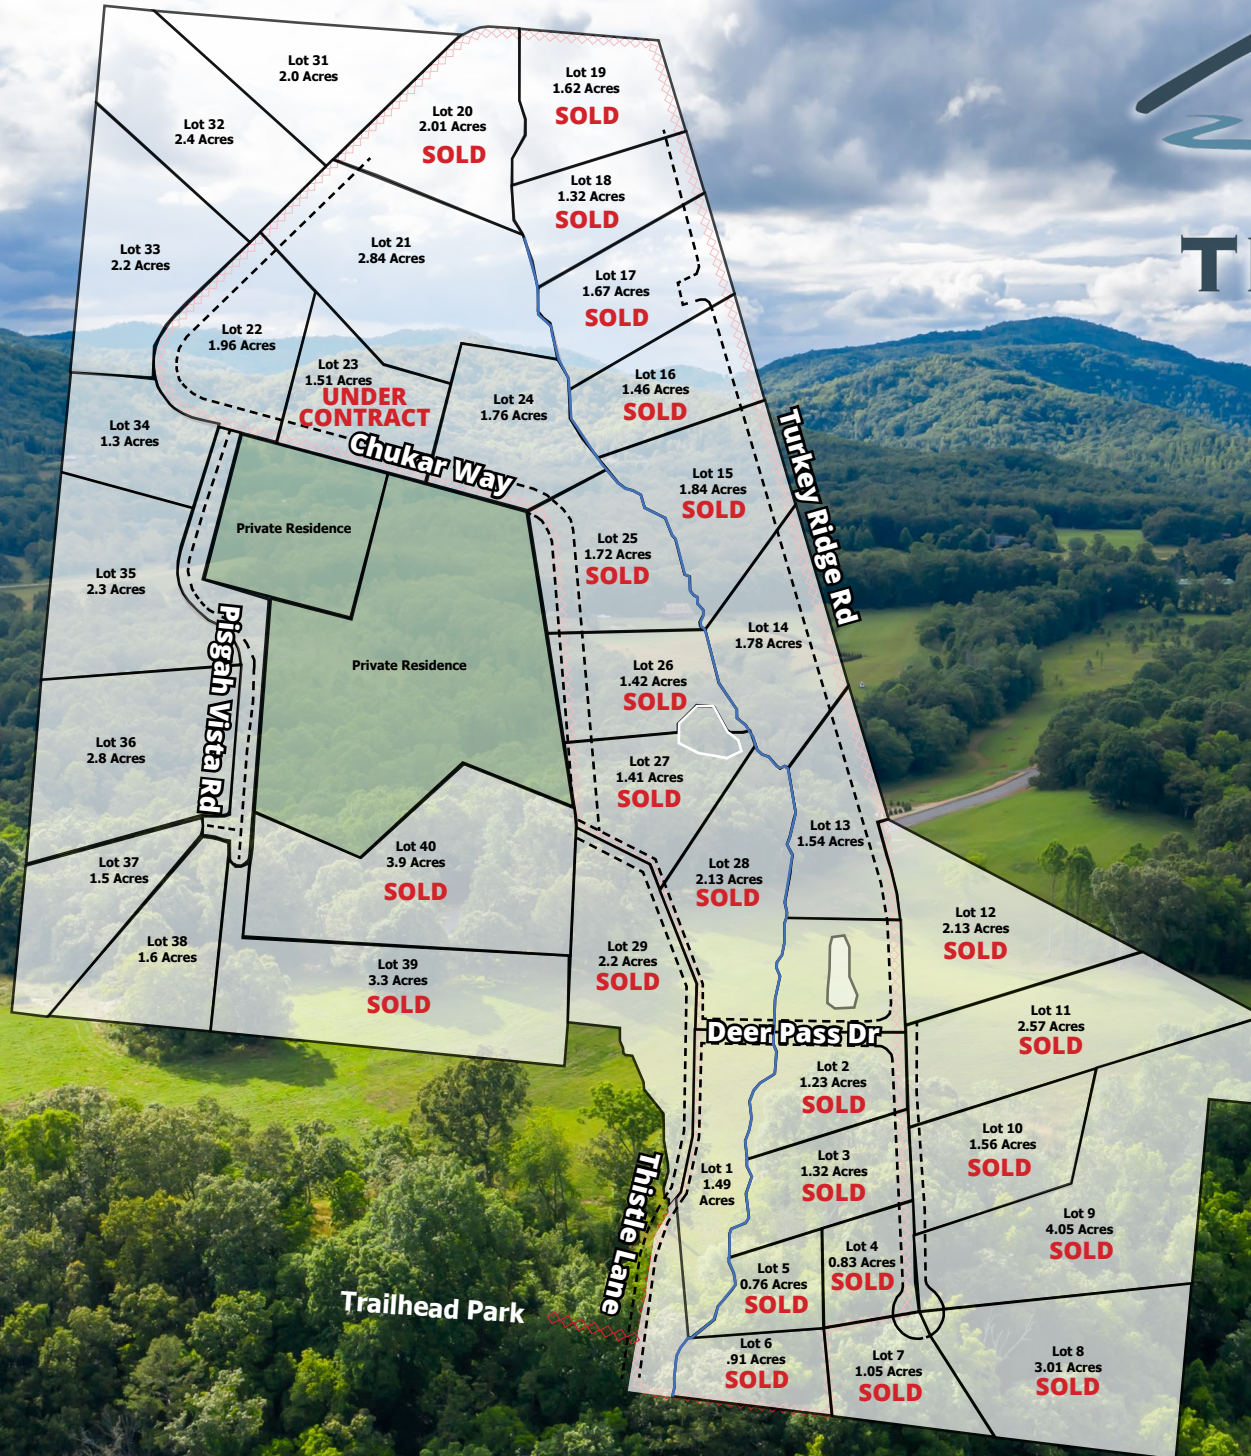 Lot 31
2.0 Acres
Lot 19
1.62 Acres
SOLD
Lot 20
2.01 Acres
SOLD
Lot 32
2.4 Acres
Lot 18
1.32 Acres
SOLD
Lot 33
2.2 Acres
Lot 21
2.84 Acres
Lot 17
1.67 Acres
SOLD
Lot 22
1.96 Acres
Lot 23
1.51 Acres
UNDER
CONTRACT
Lot 24
1.76 Acres
Lot 16
1.46 Acres
SOLD
Lot 34
1.3 Acres
Chukar Way
Turkey Ridge Rd
Lot 15
1.84 Acres
SOLD
Private Residence
Lot 25
1.72 Acres
SOLD
Lot 35
2.3 Acres
Pisgah Vista Rd
Private Residence
Lot 14
1.78 Acres
Lot 26
1.42 Acres
SOLD
Lot 36
2.8 Acres
Lot 27
1.41 Acres
SOLD
Lot 13
1.54 Acres
Lot 37
1.5 Acres
Lot 40
3.9 Acres
SOLD
Lot 28
2.13 Acres
SOLD
Lot 12
2.13 Acres
SOLD
Lot 38
1.6 Acres
Lot 39
3.3 Acres
SOLD
Lot 29
2.2 Acres
SOLD
Lot 11
2.57 Acres
SOLD
Deer Pass Dr
Lot 2
1.23 Acres
SOLD
Lot 10
1.56 Acres
SOLD
Lot 1
1.49
Acres
Lot 3
1.32 Acres
SOLD
Thistle Lane
Lot 9
4.05 Acres
SOLD
Lot 4
0.83 Acres
SOLD
Lot 5
0.76 Acres
SOLD
Trailhead Park
Lot 6
.91 Acres
SOLD
Lot 7
1.05 Acres
SOLD
Lot 8
3.01 Acres
SOLD